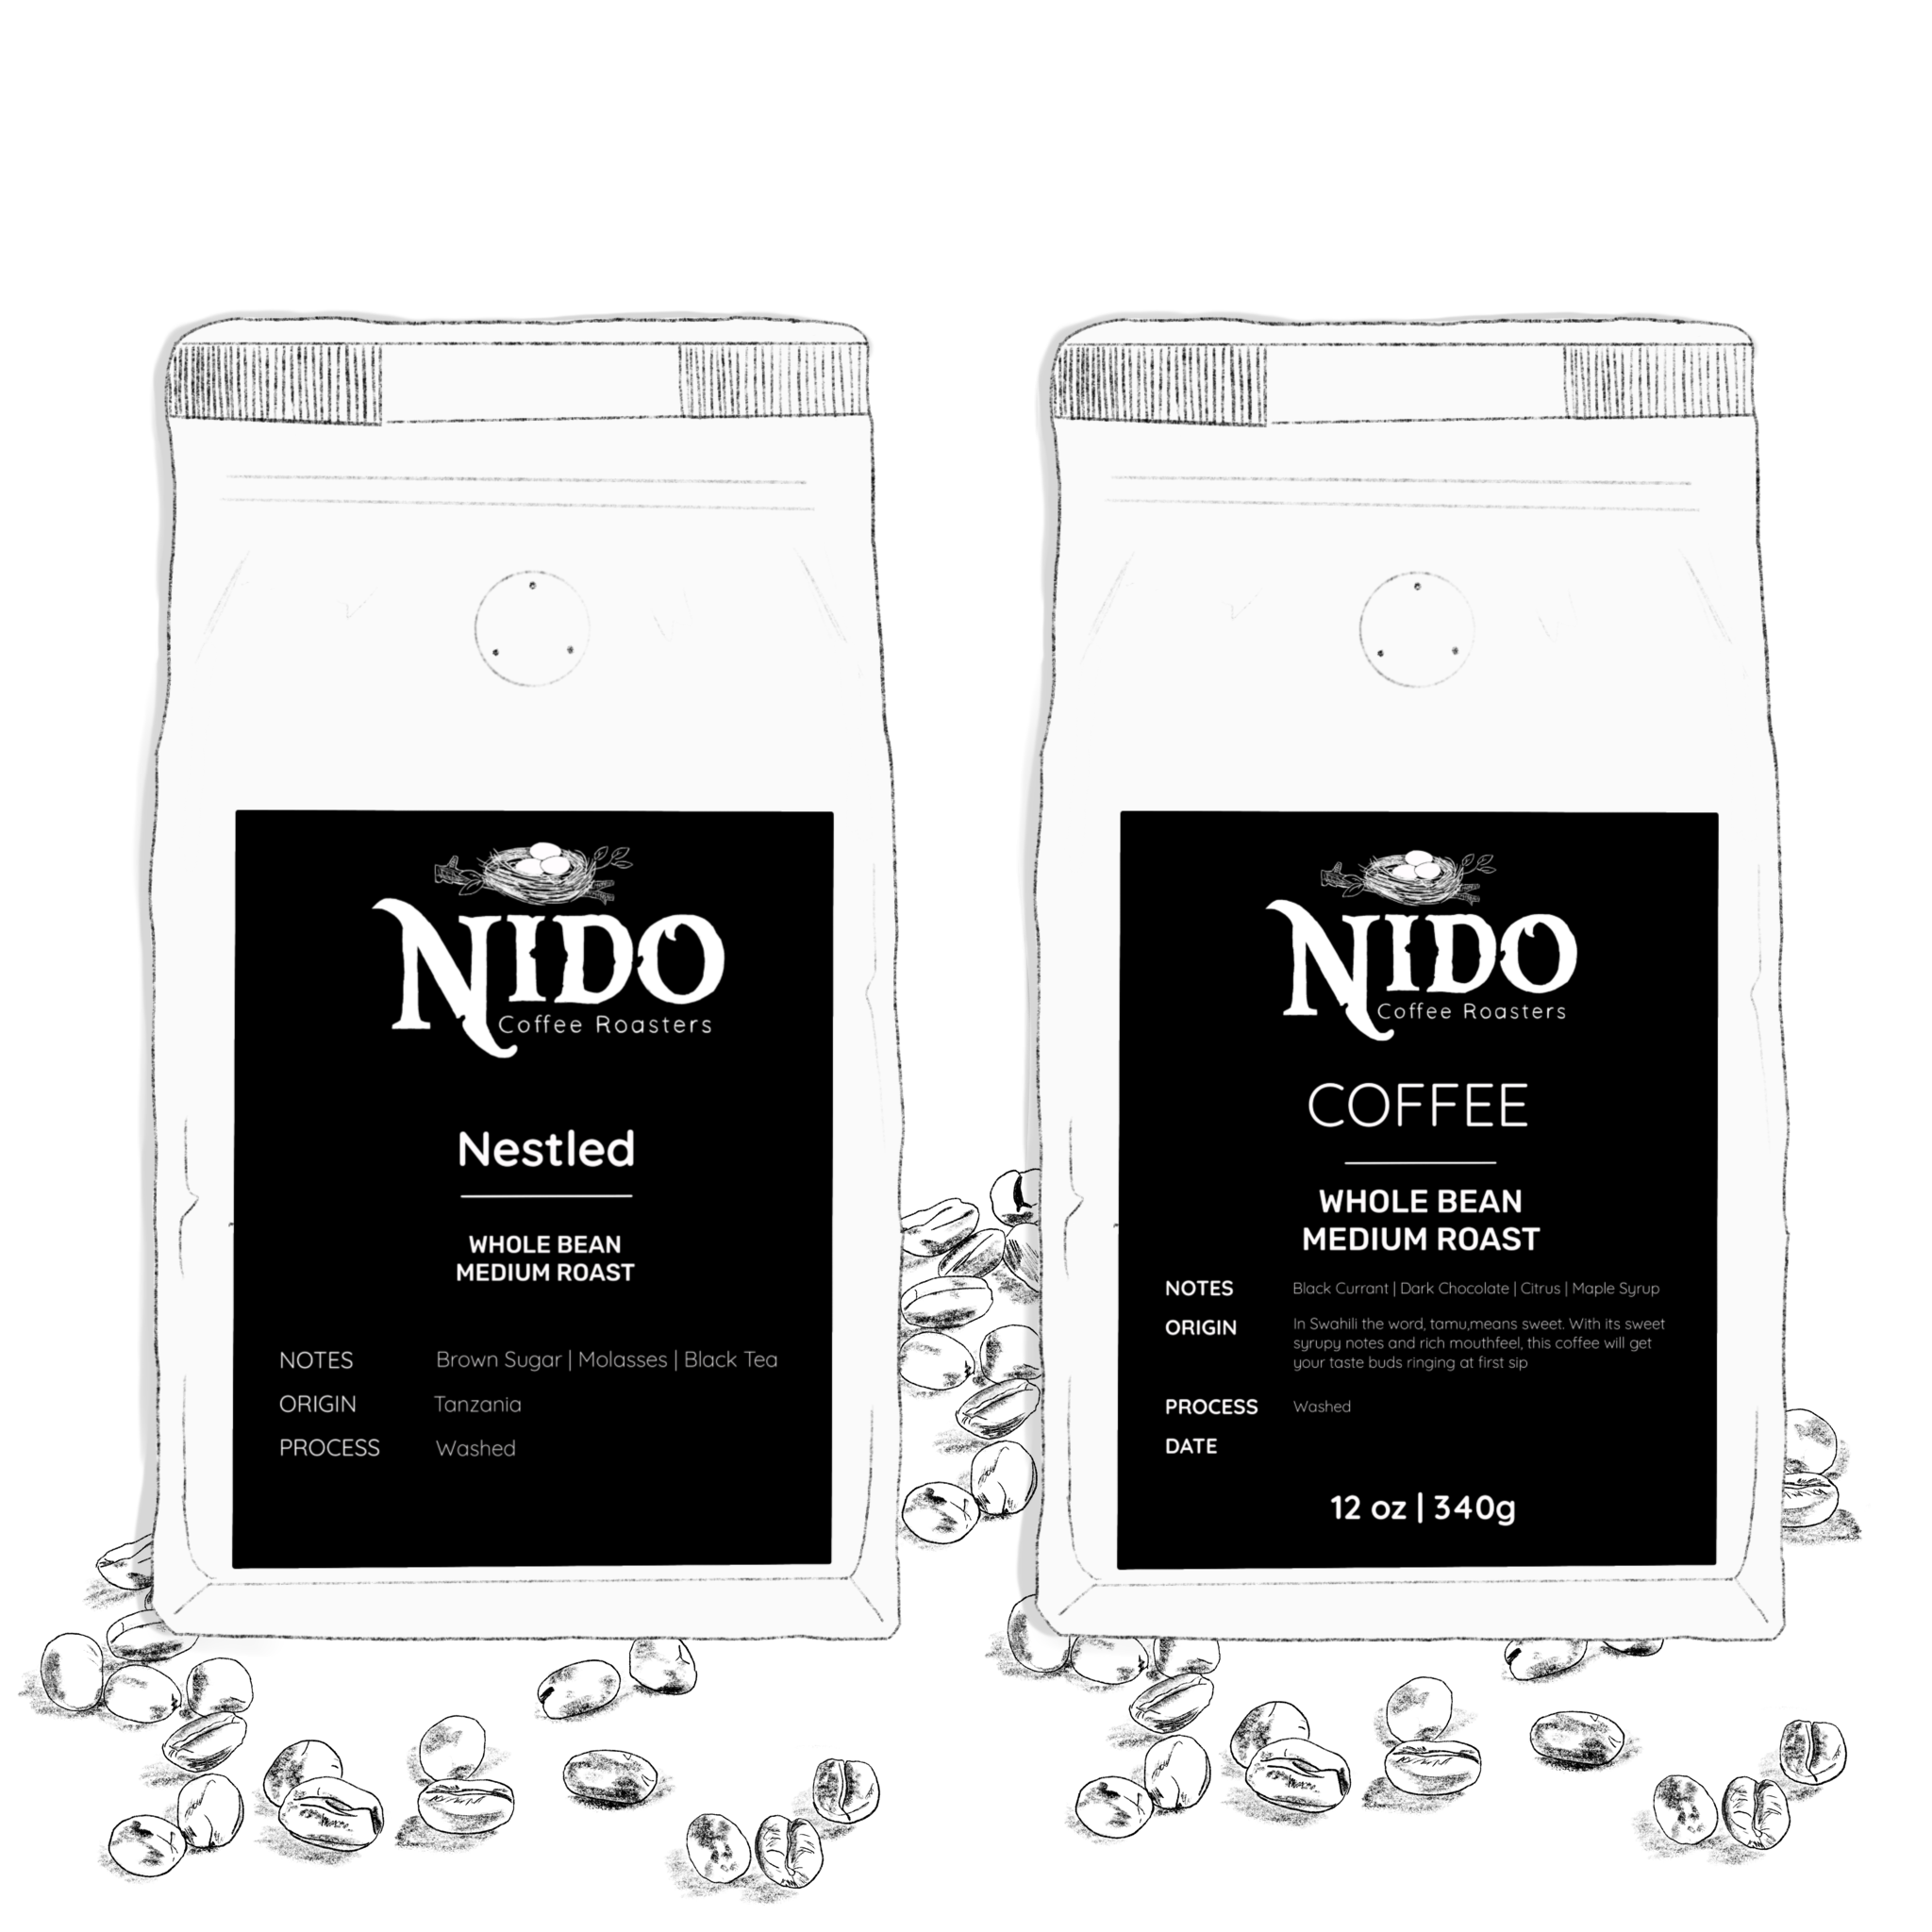 NIDO
Coffee Roasters
Nestled
WHOLE BEAN
MEDIUM ROAST
NOTES Brown Sugar | Molasses | Black Tea
ORIGIN Tanzania
PROCESS Washed
NIDO
Coffee Roasters
COFFEE
WHOLE BEAN
MEDIUM ROAST
NOTES Black Currant | Dark Chocolate | Citrus | Maple Syrup
ORIGIN In Swahili the word, tamu,means sweet. With its sweet
syrupy notes and rich mouthfeel, this coffee will get
your taste buds ringing at first sip
PROCESS Washed
DATE
12 oz | 340g